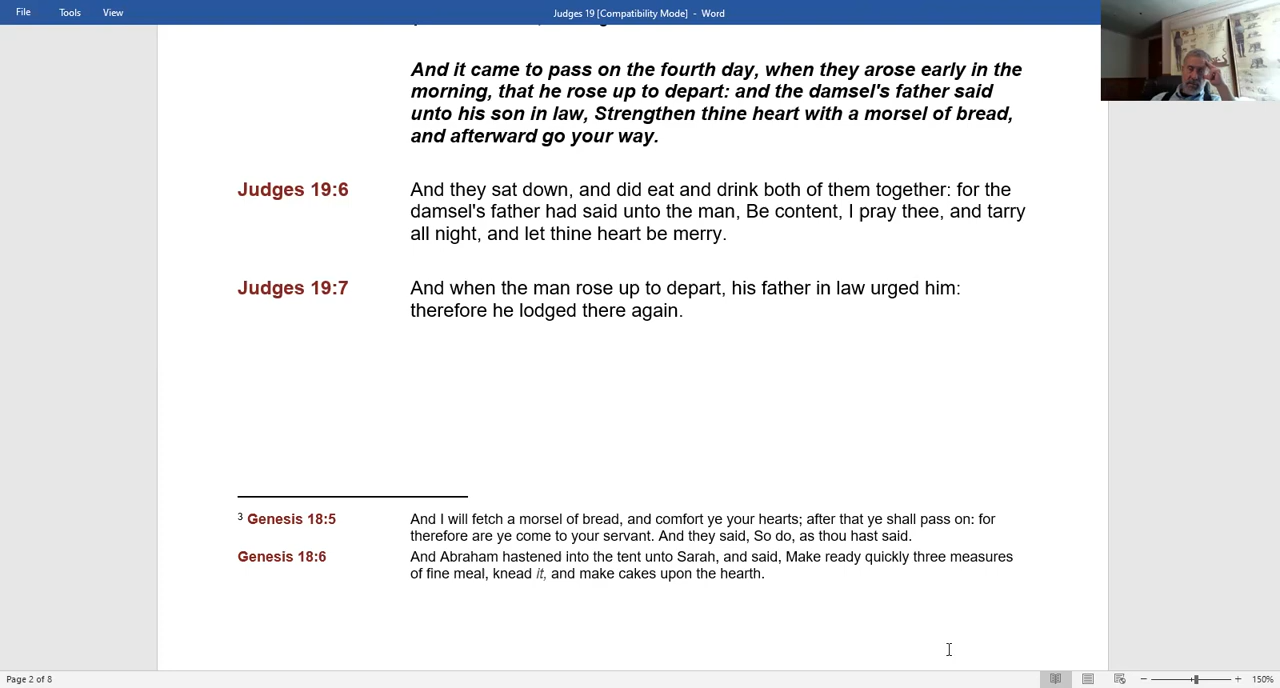 File Tools View Judges 19 [Compatibility Mode] - Word
And it came to pass on the fourth day, when they arose early in the
morning, that he rose up to depart: and the damsel's father said
unto his son in law, Strengthen thine heart with a morsel of bread,
and afterward go your way.
Judges 19:6 And they sat down, and did eat and drink both of them together: for the
damsel's father had said unto the man, Be content, I pray thee, and tarry
all night, and let thine heart be merry.
Judges 19:7 And when the man rose up to depart, his father in law urged him:
therefore he lodged there again.
3 Genesis 18:5 And I will fetch a morsel of bread, and comfort ye your hearts; after that ye shall pass on: for
therefore are ye come to your servant. And they said, So do, as thou hast said.
Genesis 18:6 And Abraham hastened into the tent unto Sarah, and said, Make ready quickly three measures
of fine meal, knead it, and make cakes upon the hearth.
Page 2 of 8 150%